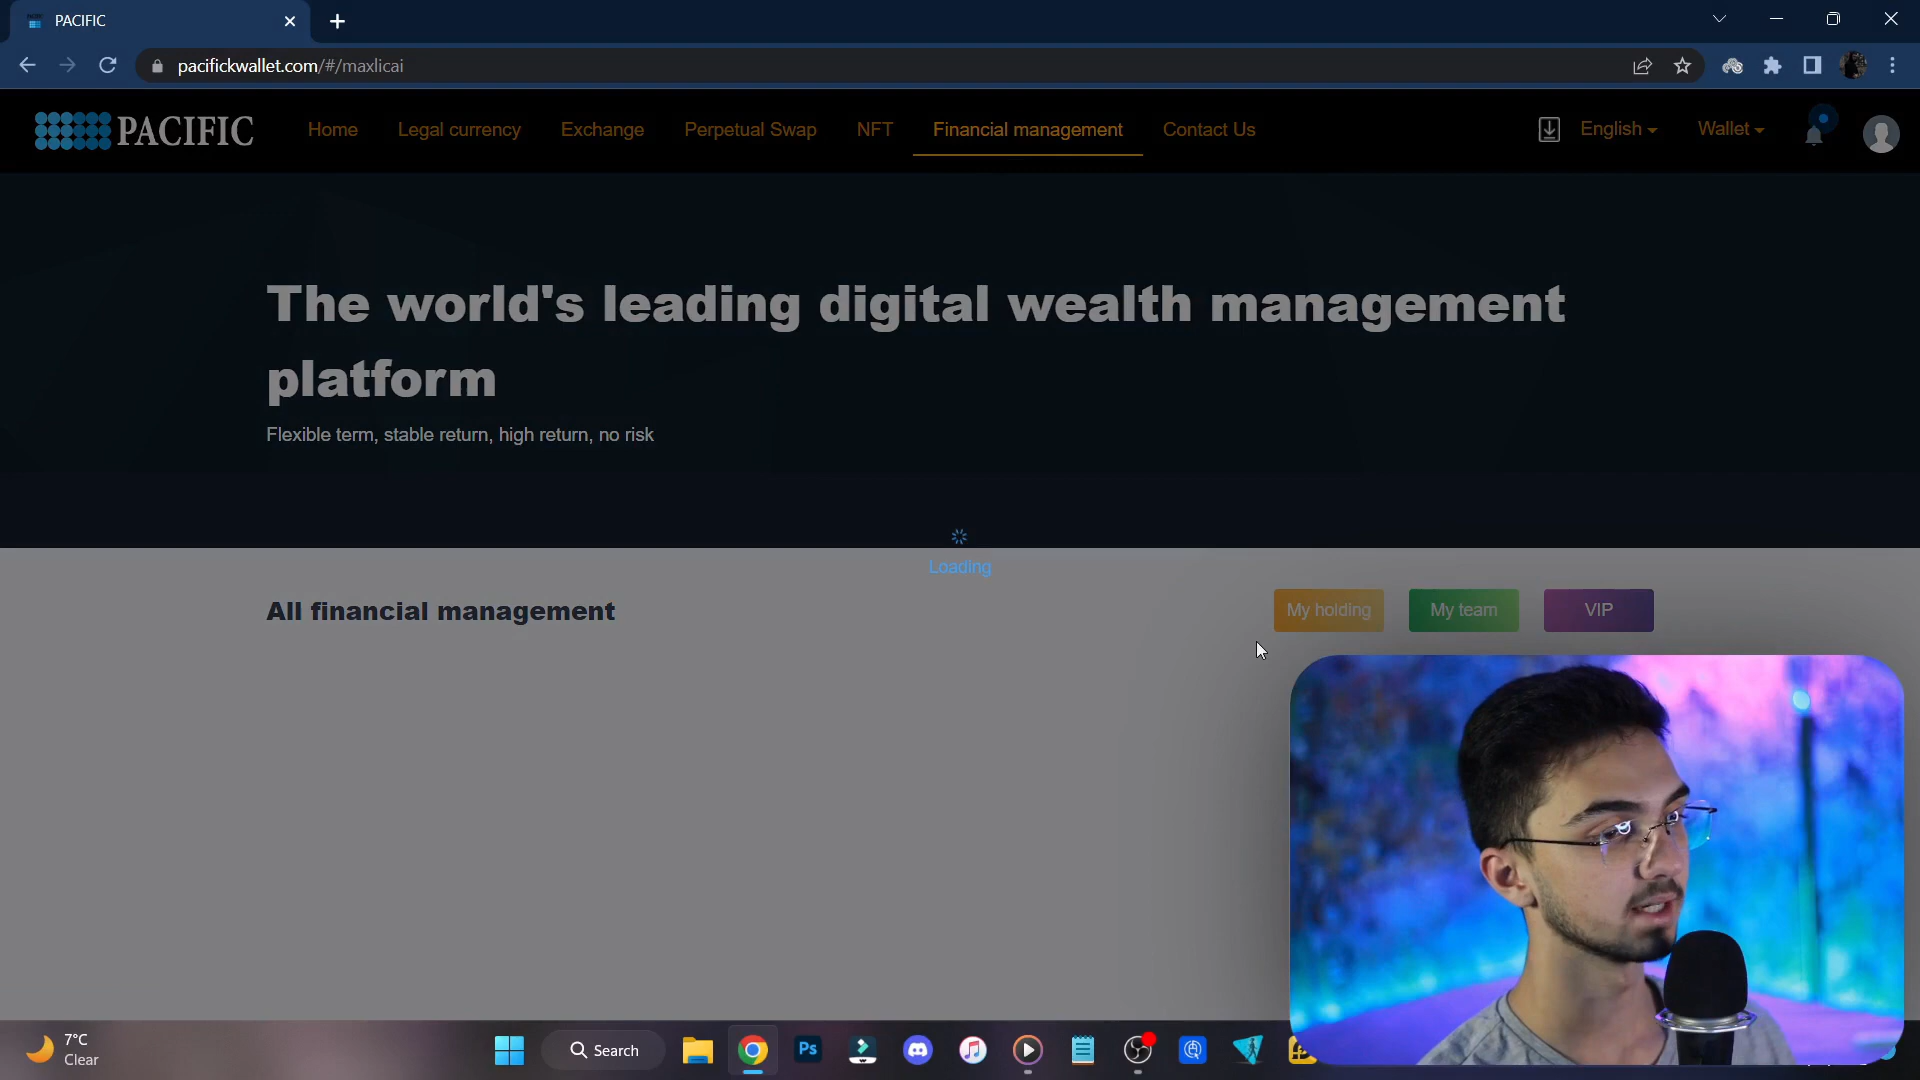 PACIFIC
pacifickwallet.com/#/maxlicai
PACIFIC
Home
Legal currency
Exchange
Perpetual Swap
NFT
Financial management
Contact Us
English
Wallet
The world's leading digital wealth management
platform
Flexible term, stable return, high return, no risk
Loading
All financial management
My holding
My team
VIP
7°C
Clear
Search
Ps